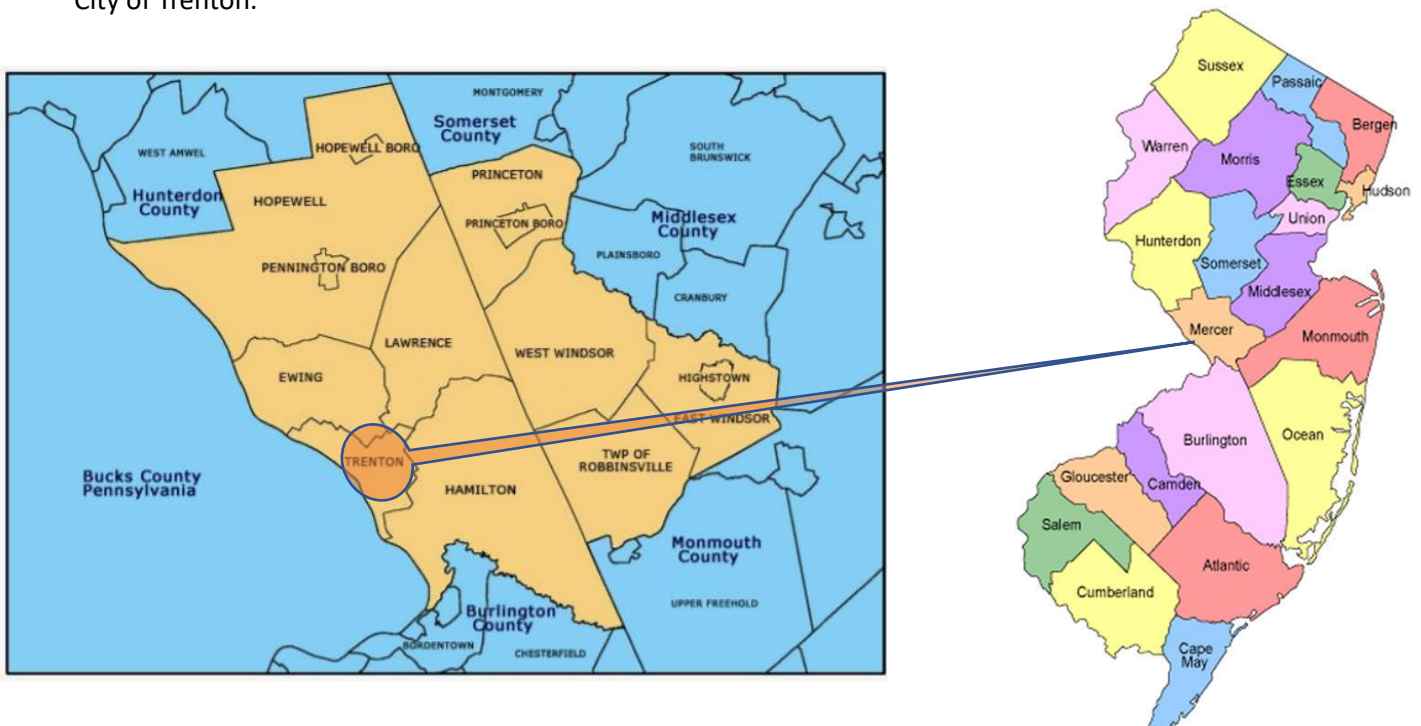 City of Trenton.
MONTGOMERY
Somerset
County
WEST AMWEL
HOPEWELL BORO
SOUTH
BRUNSWICK
PRINCETON
Hunterdon
County
HOPEWELL
PRINCETON BORO
Middlesex
County
PLAINSBORO
PENNINGTON BORO
CRANBURY
LAWRENCE
WEST WINDSOR
EWING
HIGHSTOWN
EAST WINDSOR
TRENTON
TWP OF
ROBBINSVILLE
Bucks County
Pennsylvania
HAMILTON
Monmouth
County
UPPER FREEHOLD
Burlington
County
BORDENTOWN
CHESTERFIELD
Sussex
Passaic
Bergen
Warren
Morris
Essex
Hudson
Union
Hunterdon
Somerset
Middlesex
Mercer
Monmouth
Burlington
Ocean
Gloucester
Camden
Salem
Atlantic
Cumberland
Cape
May